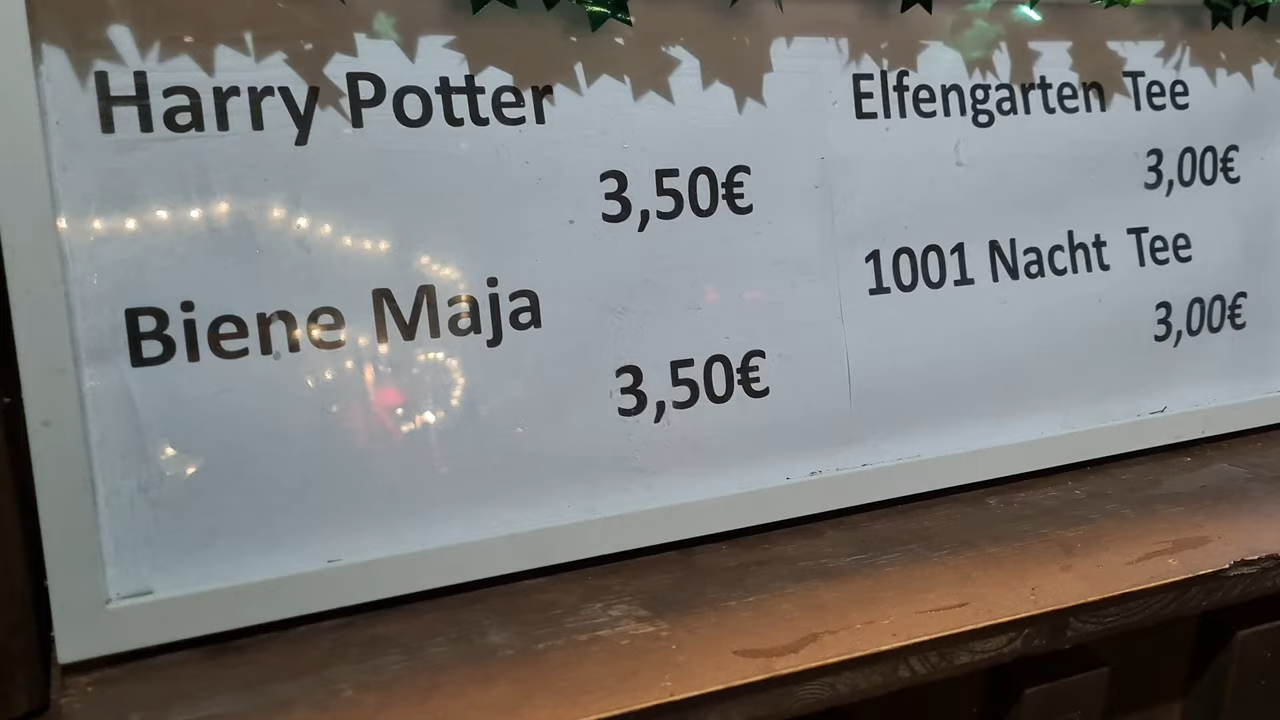 Harry Potter
3,50€
Biene Maja
3,50€
Elfengarten Tee
3,00€
1001 Nacht Tee
3,00€